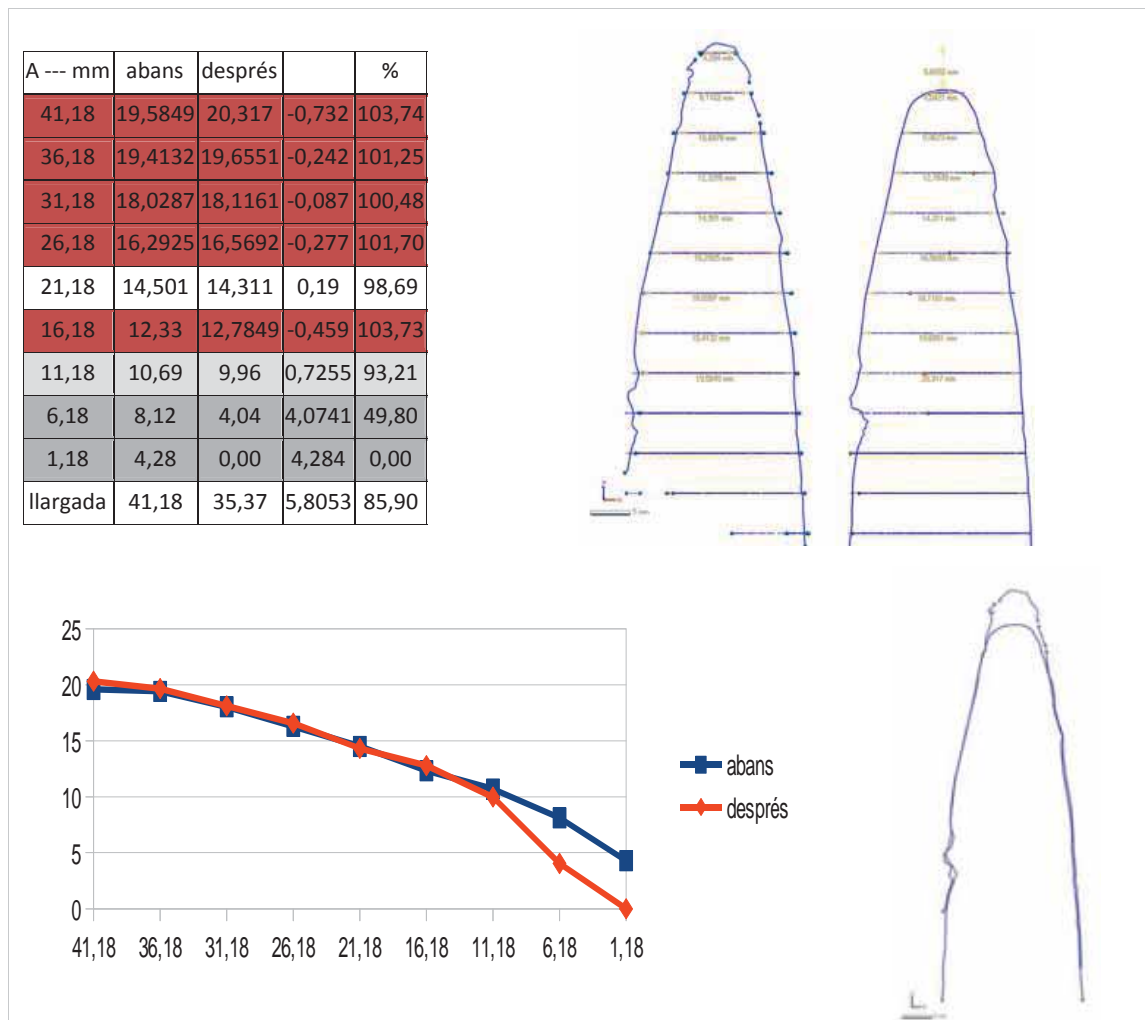 A --- mm abans després %
41,18 19,5849 20,317 -0,732 103,74
36,18 19,4132 19,6551 -0,242 101,25
31,18 18,0287 18,1161 -0,087 100,48
26,18 16,2925 16,5692 -0,277 101,70
21,18 14,501 14,311 0,19 98,69
16,18 12,33 12,7849 -0,459 103,73
11,18 10,69 9,96 0,7255 93,21
6,18 8,12 4,04 4,0741 49,80
1,18 4,28 0,00 4,284 0,00
llargada 41,18 35,37 5,8053 85,90
25
20
15
10
5
0
41,18 36,18 31,18 26,18 21,18 16,18 11,18 6,18 1,18
abans
després